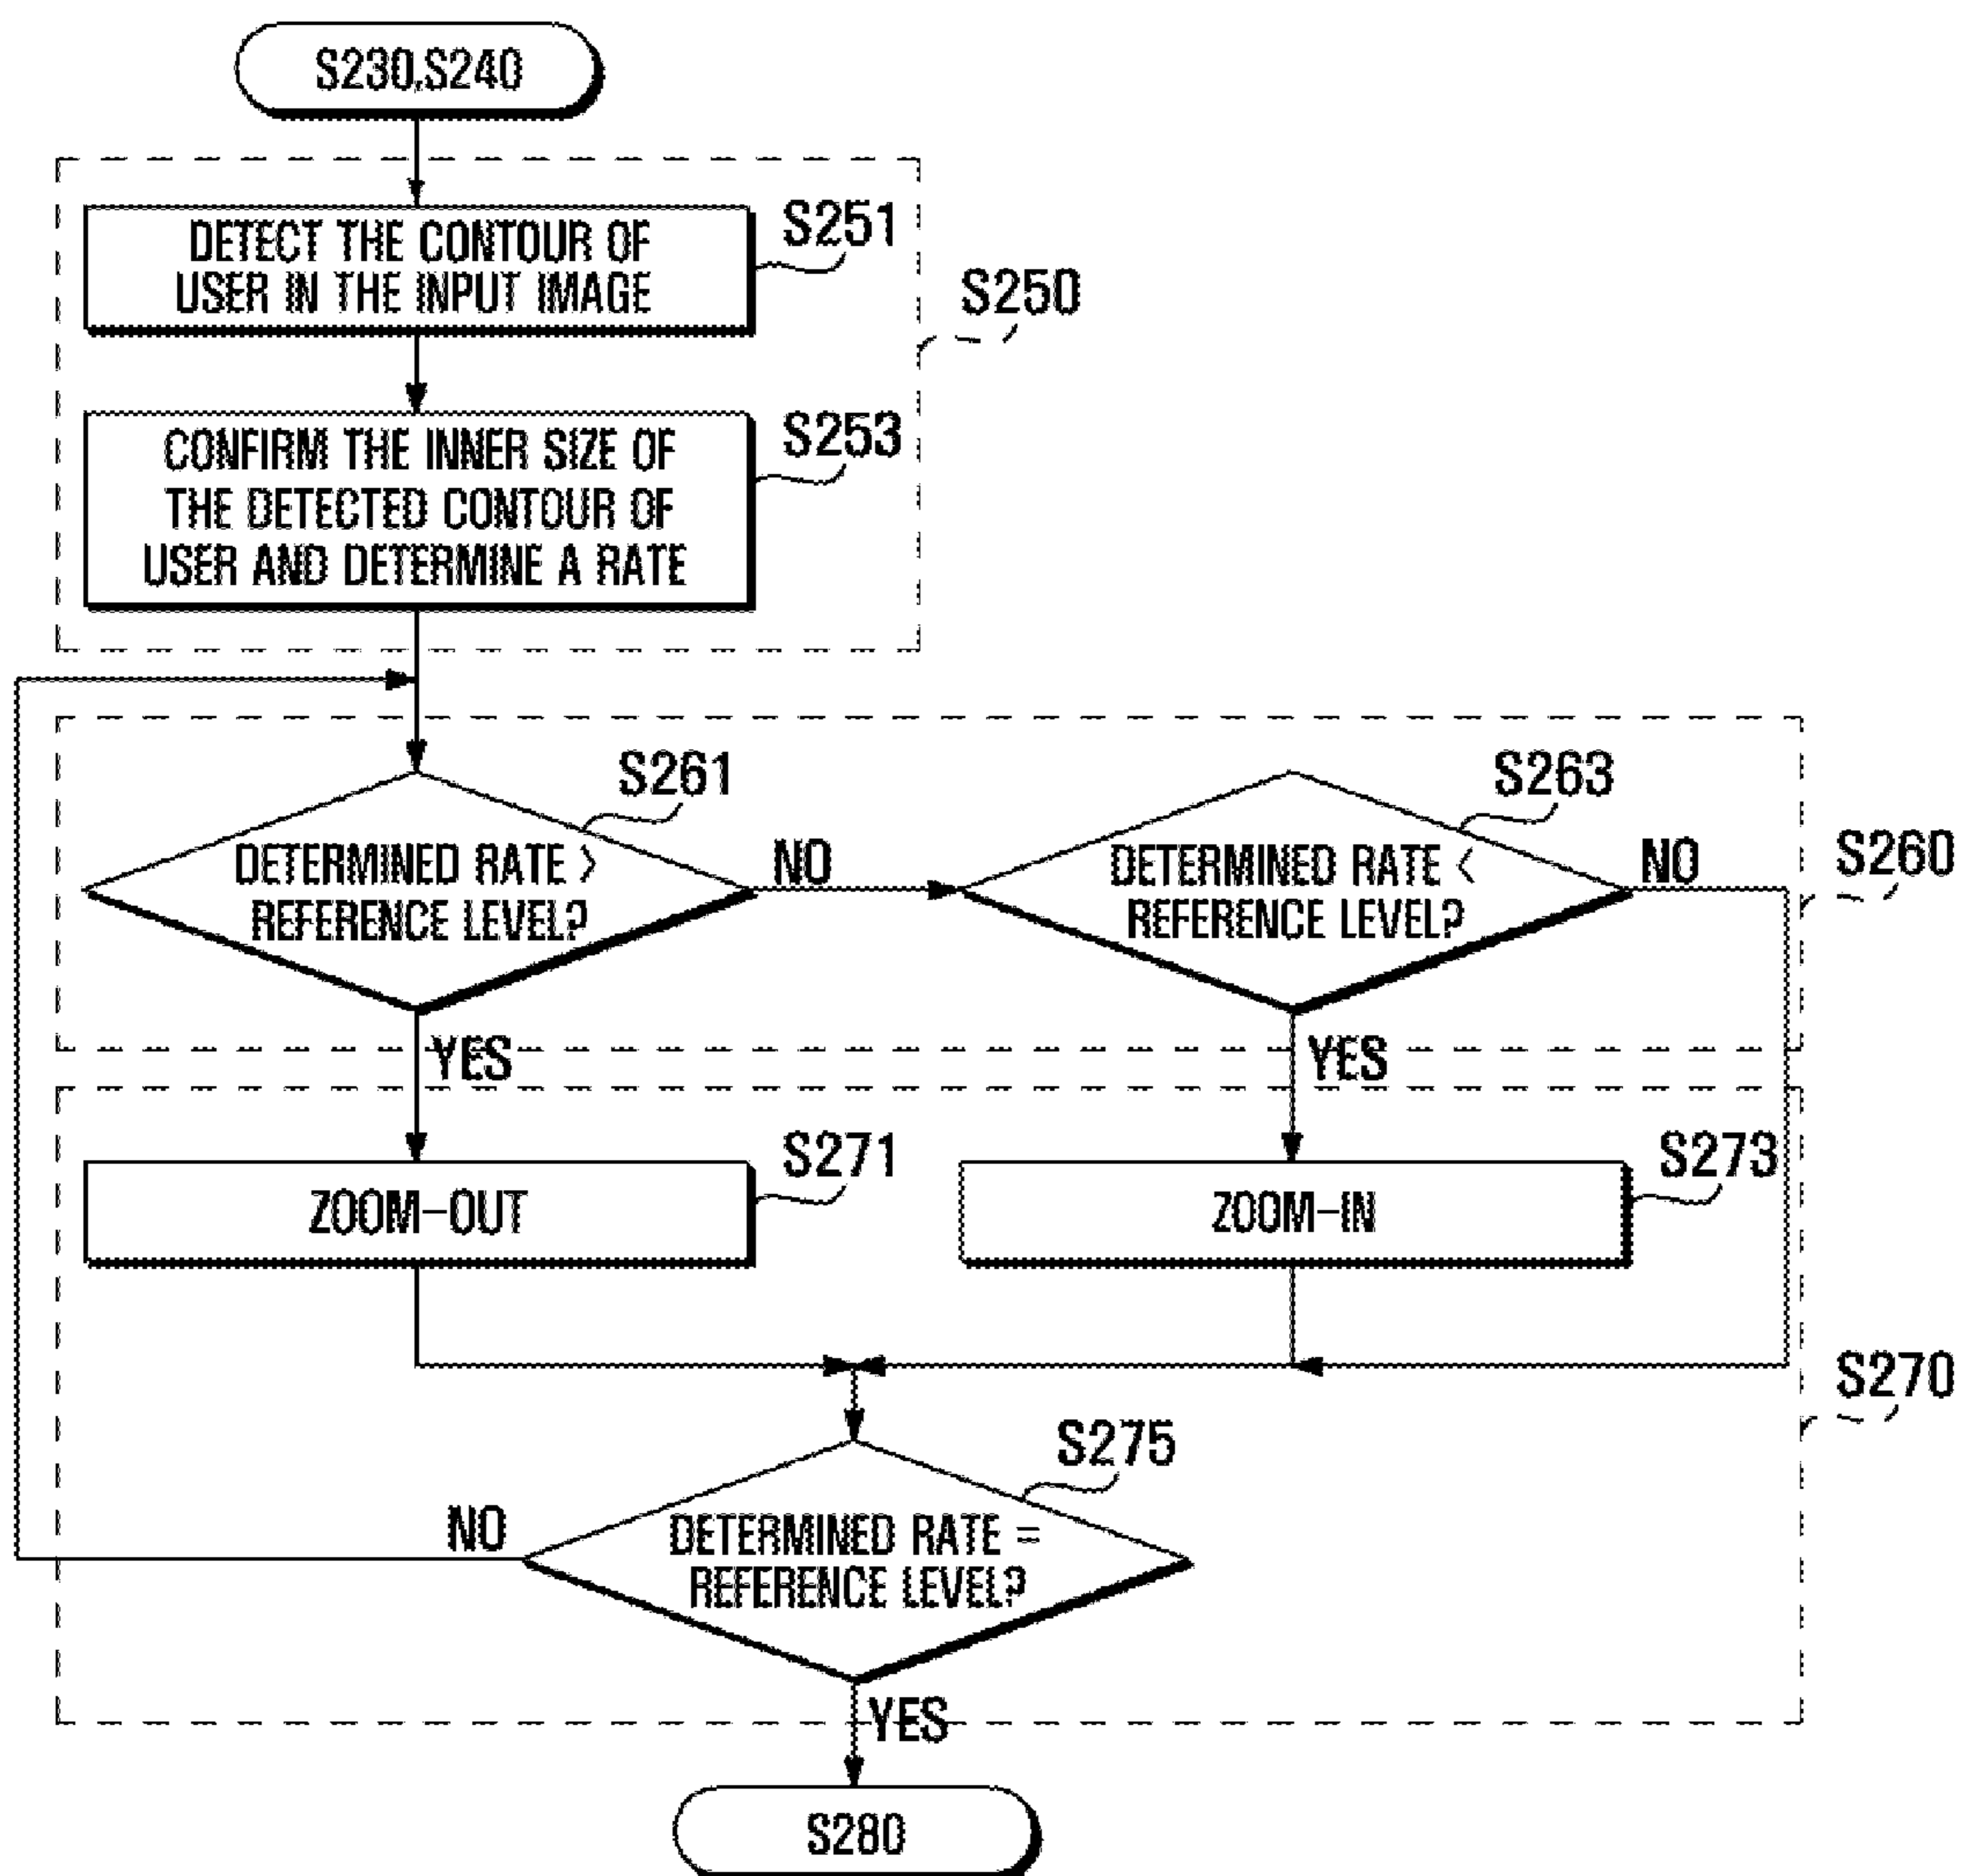 S230,S240
DETECT THE CONTOUR OF
USER IN THE INPUT IMAGE
S251
S250
CONFIRM THE INNER SIZE OF
THE DETECTED CONTOUR OF
USER AND DETERMINE A RATE
S253
S261
DETERMINED RATE >
REFERENCE LEVEL?
NO
S263
DETERMINED RATE <
REFERENCE LEVEL?
NO
S260
YES
YES
S271
ZOOM-OUT
S273
ZOOM-IN
S270
S275
DETERMINED RATE =
REFERENCE LEVEL?
NO
YES
S280